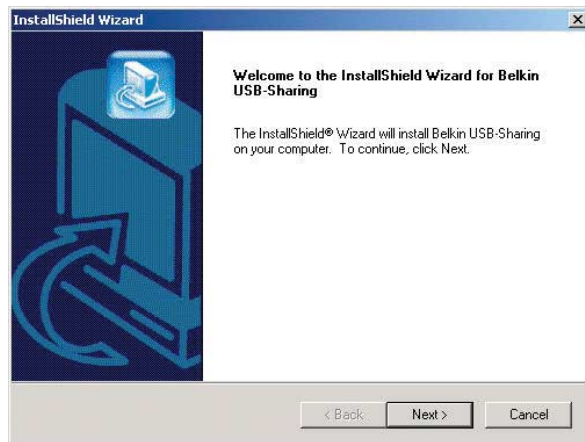 InstallShield Wizard
Welcome to the InstallShield Wizard for Belkin
USB-Sharing
The InstallShield® Wizard will install Belkin USB-Sharing
on your computer. To continue, click Next.
< Back
Next >
Cancel